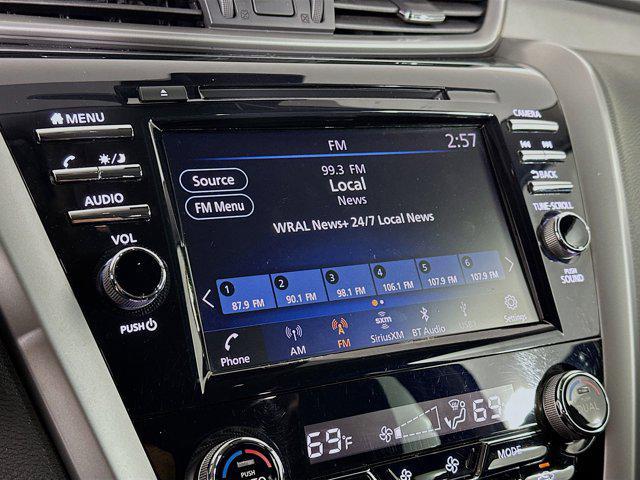 MENU
CAMERA
AUDIO
VOL
PUSH
FM
2:57
Source
FM Menu
99.3 FM
Local
News
WRAL News+ 24/7 Local News
1 87.9 FM
2 90.1 FM
3 98.1 FM
4 106.1 FM
5 107.9 FM
6 107.9 FM
Phone
AM
FM
SiriusXM
BT Audio
USB1
Settings
BACK
TUNE·SCROLL
PUSH
SOUND
69°F
69
MODE
PUSH